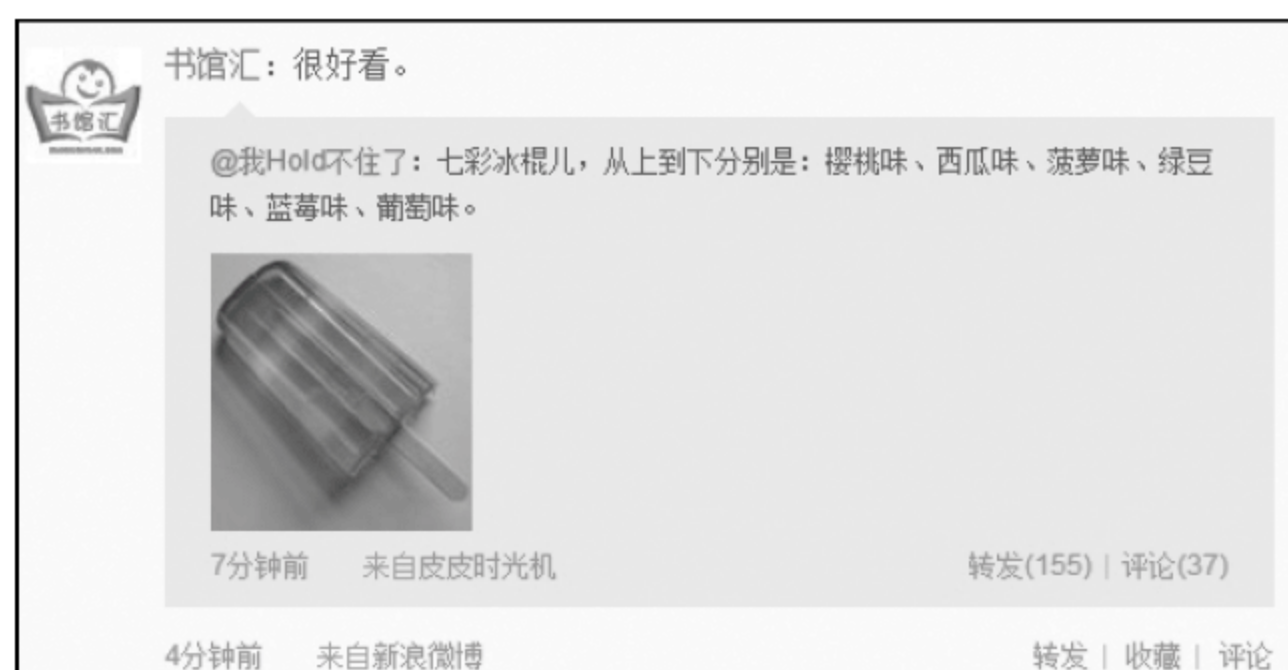 书馆汇：很好看。
书馆汇
@我Hold不住了：七彩冰棍儿，从上到下分别是：樱桃味、西瓜味、菠萝味、绿豆
味、蓝莓味、葡萄味。
7分钟前 来自皮皮时光机 转发(155) | 评论(37)
4分钟前 来自新浪微博 转发 | 收藏 | 评论